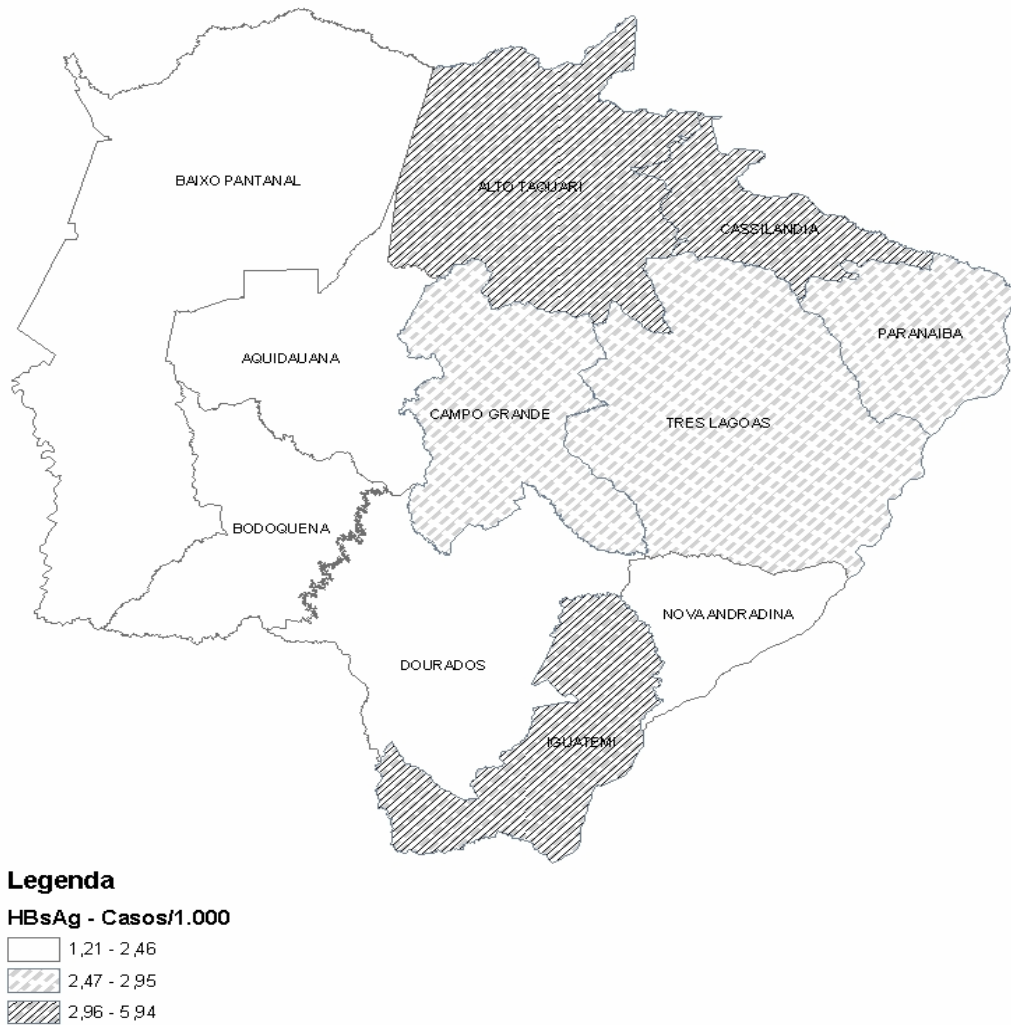 BAIXO PANTANAL
ALTO TAQUARI
CASSILANDIA
PARANAIBA
AQUIDAUANA
CAMPO GRANDE
TRES LAGOAS
BODOQUENA
NOVA ANDRADINA
DOURADOS
IGUATEMI
Legenda
HBsAg - Casos/1.000
1,21 - 2,46
2,47 - 2,95
2,96 - 5,94